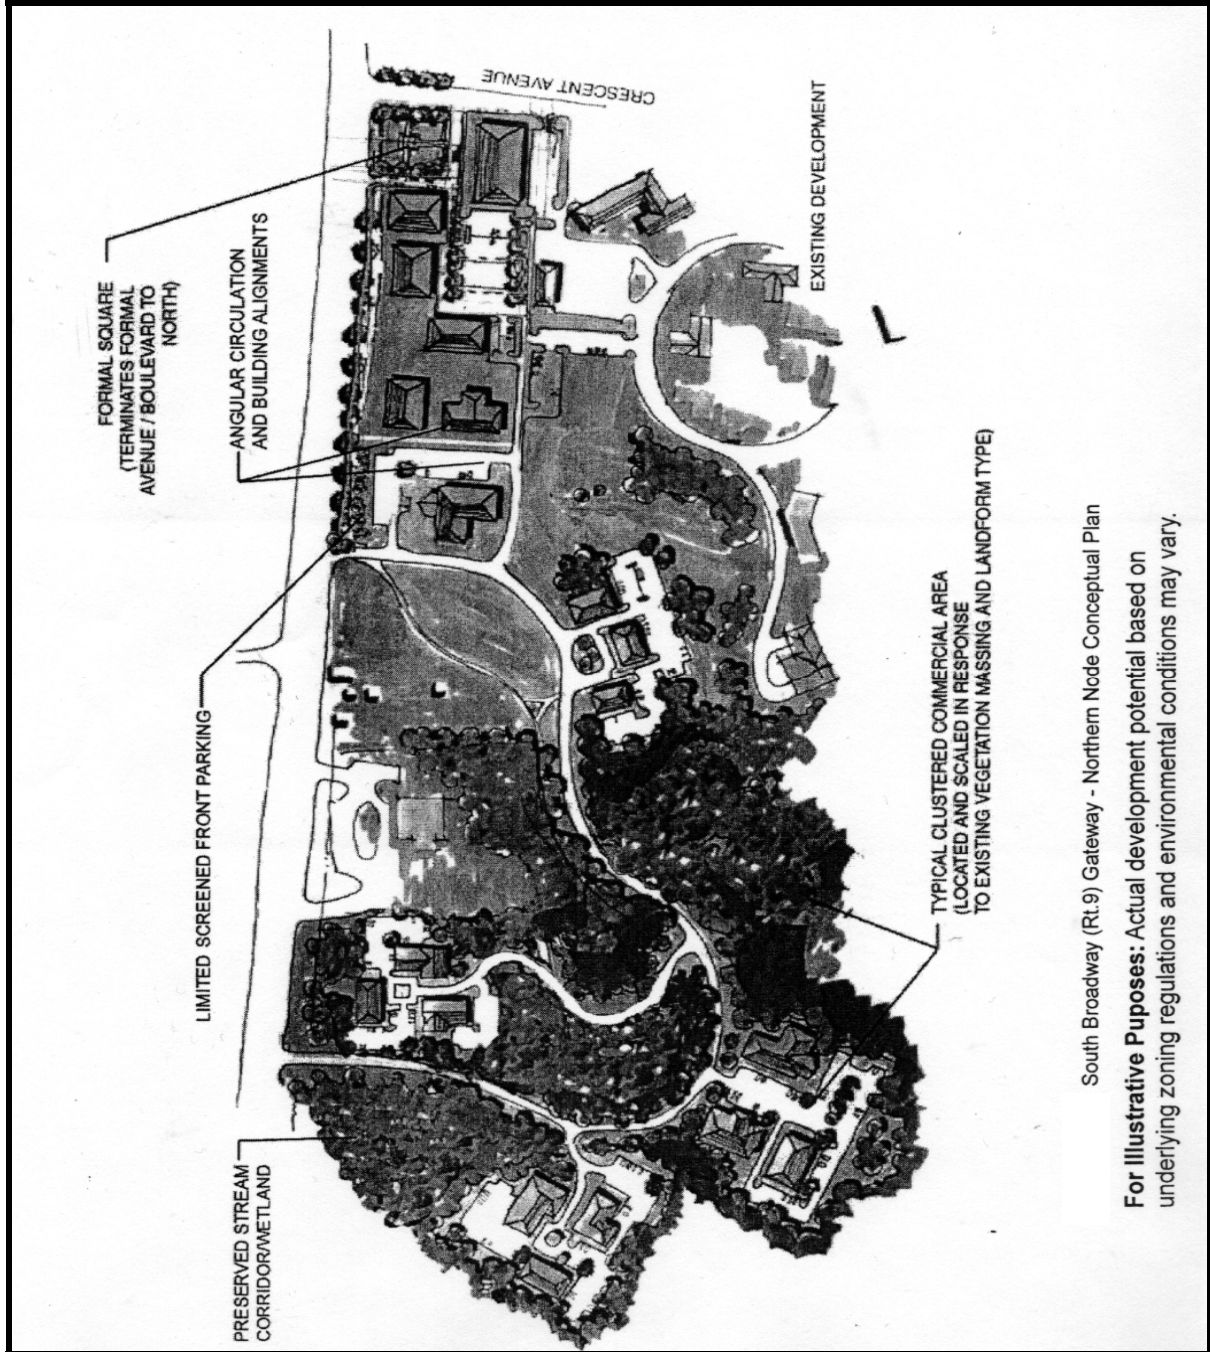 FORMAL SQUARE
(TERMINATES FORMAL
AVENUE / BOULEVARD TO
NORTH)
ANGULAR CIRCULATION
AND BUILDING ALIGNMENTS
LIMITED SCREENED FRONT PARKING
PRESERVED STREAM
CORRIDOR/WETLAND
CRESCENT AVENUE
EXISTING DEVELOPMENT
TYPICAL CLUSTERED COMMERCIAL AREA
(LOCATED AND SCALED IN RESPONSE
TO EXISTING VEGETATION MASSING AND LANDFORM TYPE)
South Broadway (Rt.9) Gateway - Northern Node Conceptual Plan
For Illustrative Puposes: Actual development potential based on
underlying zoning regulations and environmental conditions may vary.